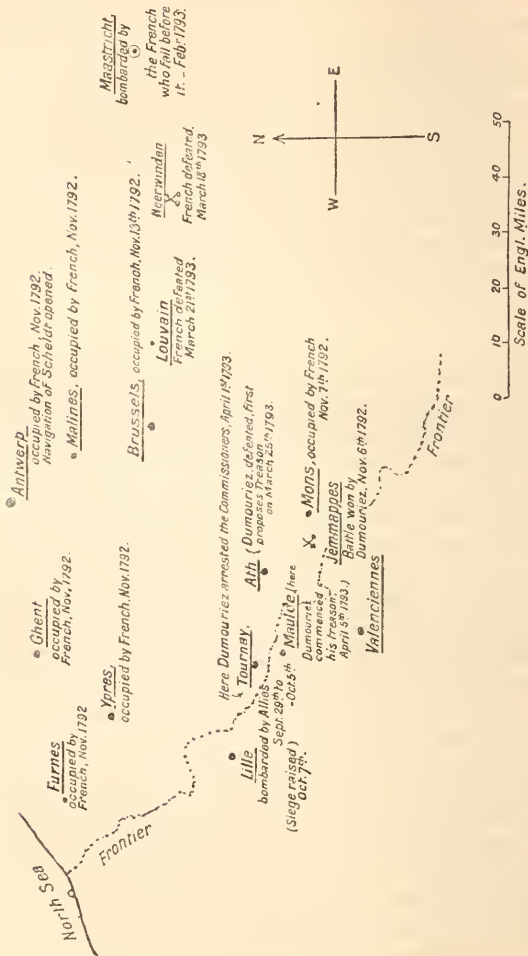 North Sea
Frontier
Furnes
occupied by
French, Nov. 1792
Ypres,
occupied by French. Nov. 1792.
Ghent
occupied by
French, Nov. 1792.
Antwerp
occupied by French, Nov. 1792.
Navigation of Scheldt opened.
Malines, occupied by French, Nov. 1792.
Brussels, occupied by French, Nov. 13th 1792.
Louvain
French defeated
March 21st 1793.
Neerwinden
French defeated,
March 18th 1793
Maastricht,
bombarded by
the French
who fail before
it. - Feb: 1793.
Here Dumouriez arrested the Commissioners, April 1st 1793.
Tournay.
Ath (Dumouriez, defeated, first
proposes Treason
on March 25th 1793.
Lille
bombarded by Allies
Sept. 29th to
- Oct 5th
(Siege raised)
Oct. 7th.
Maulde (here
Dumouriek
commenced
his treason-
April 5th 1793.)
Mons, occupied by French
Nov. 7th 1792.
Jemmappes
Battle won by
Dumouriez, Nov. 6th 1792.
Valenciennes
Frontier
N
W
E
S
0 10 20 30 40 50
Scale of Engl. Miles.